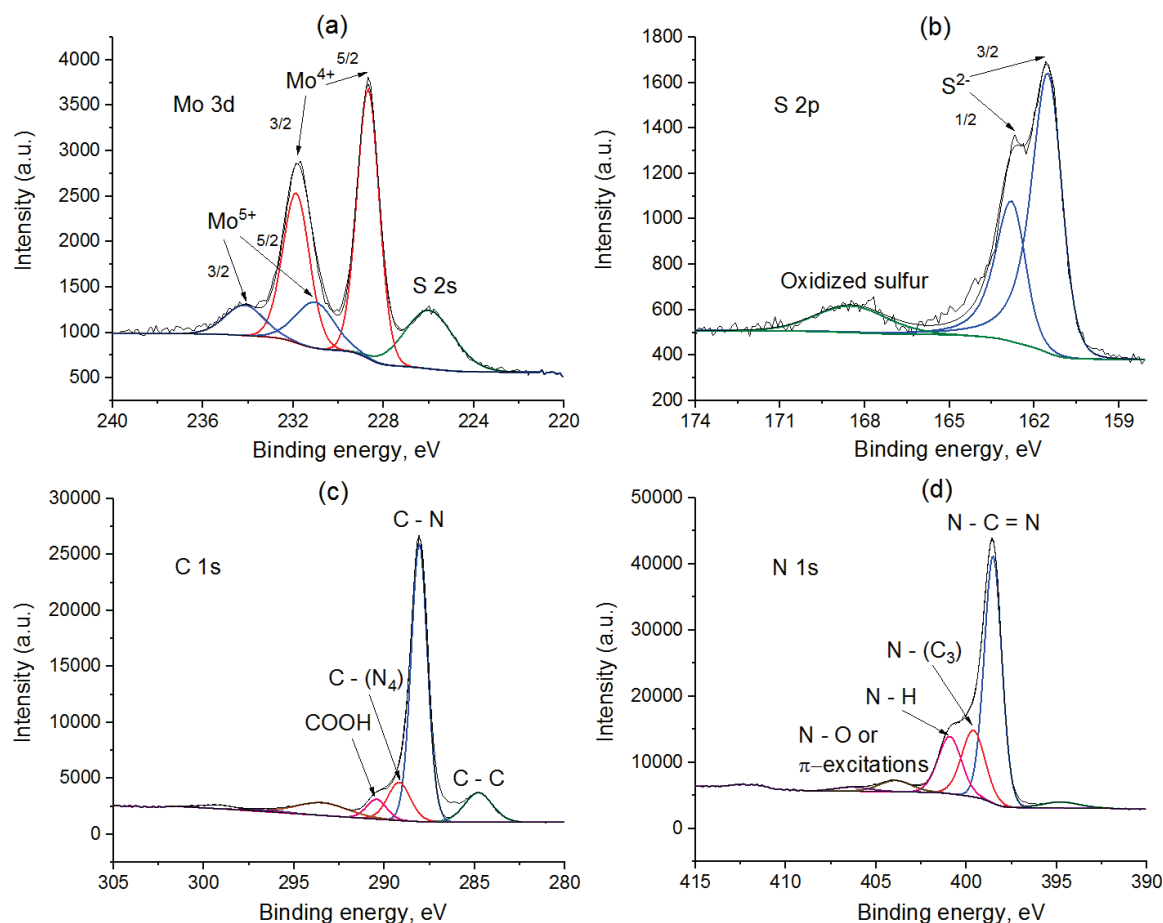 (a)
Mo 3d
Mo4+
5/2
3/2
Mo5+
5/2
3/2
S 2s
Intensity (a.u.)
4000
3500
3000
2500
2000
1500
1000
500
240 236 232 228 224 220
Binding energy, eV
(b)
S 2p
3/2
S2-
1/2
Oxidized sulfur
Intensity (a.u.)
1800
1600
1400
1200
1000
800
600
400
200
174 171 168 165 162 159
Binding energy, eV
(c)
C - N
C 1s
C - (N4)
COOH
C - C
Intensity (a.u.)
30000
25000
20000
15000
10000
5000
0
305 300 295 290 285 280
Binding energy, eV
(d)
N - C = N
N 1s
N - (C3)
N - H
N - O or
π−excitations
Intensity (a.u.)
50000
40000
30000
20000
10000
0
415 410 405 400 395 390
Binding energy, eV